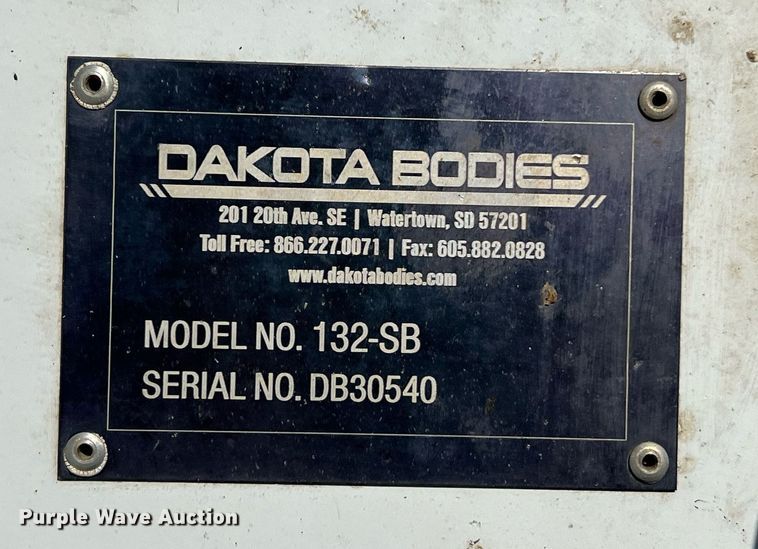 DAKOTA BODIES
201 20th Ave. SE | Watertown, SD 57201
Toll Free: 866.227.0071 | Fax: 605.882.0828
www.dakotabodies.com
MODEL NO. 132-SB
SERIAL NO. DB30540
Purple Wave Auction